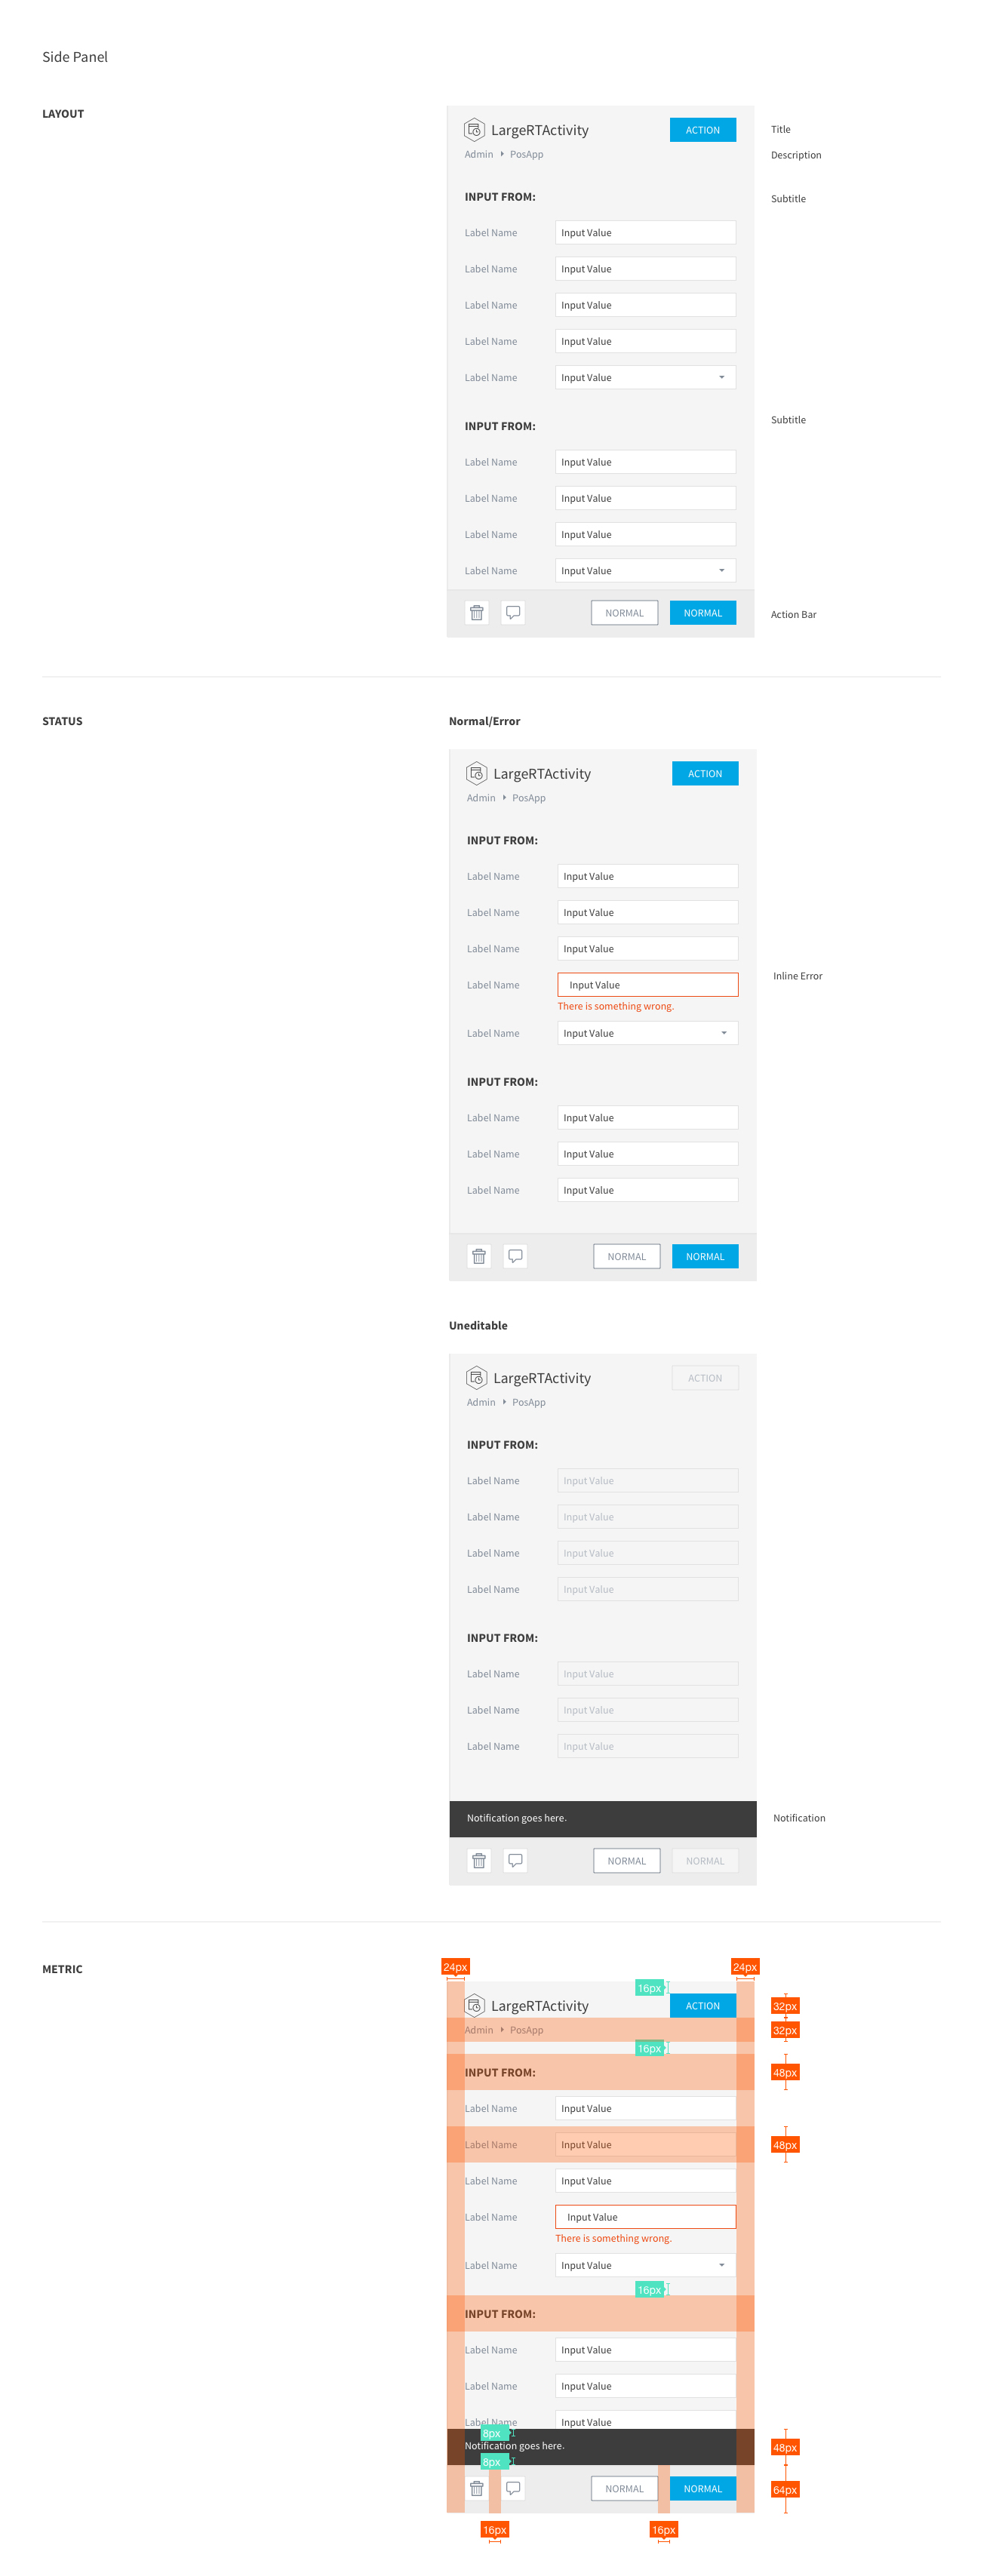 Side Panel
LAYOUT
LargeRTActivity
ACTION
Title
Admin PosApp
Description
INPUT FROM:
Subtitle
Label Name Input Value
Label Name Input Value
Label Name Input Value
Label Name Input Value
Label Name Input Value
INPUT FROM:
Subtitle
Label Name Input Value
Label Name Input Value
Label Name Input Value
Label Name Input Value
NORMAL NORMAL
Action Bar
STATUS
Normal/Error
LargeRTActivity
ACTION
Admin PosApp
INPUT FROM:
Label Name Input Value
Label Name Input Value
Label Name Input Value
Label Name Input Value
Inline Error
There is something wrong.
Label Name Input Value
INPUT FROM:
Label Name Input Value
Label Name Input Value
Label Name Input Value
NORMAL NORMAL
Uneditable
LargeRTActivity
ACTION
Admin PosApp
INPUT FROM:
Label Name Input Value
Label Name Input Value
Label Name Input Value
Label Name Input Value
INPUT FROM:
Label Name Input Value
Label Name Input Value
Label Name Input Value
Notification goes here.
Notification
NORMAL NORMAL
METRIC
24px 24px
16px
LargeRTActivity
ACTION
32px
Admin PosApp
32px
16px
INPUT FROM:
48px
Label Name Input Value
Label Name Input Value
48px
Label Name Input Value
Label Name Input Value
There is something wrong.
Label Name Input Value
16px
INPUT FROM:
Label Name Input Value
Label Name Input Value
Label Name Input Value
8px
Notification goes here.
48px
8px
NORMAL NORMAL
64px
16px 16px